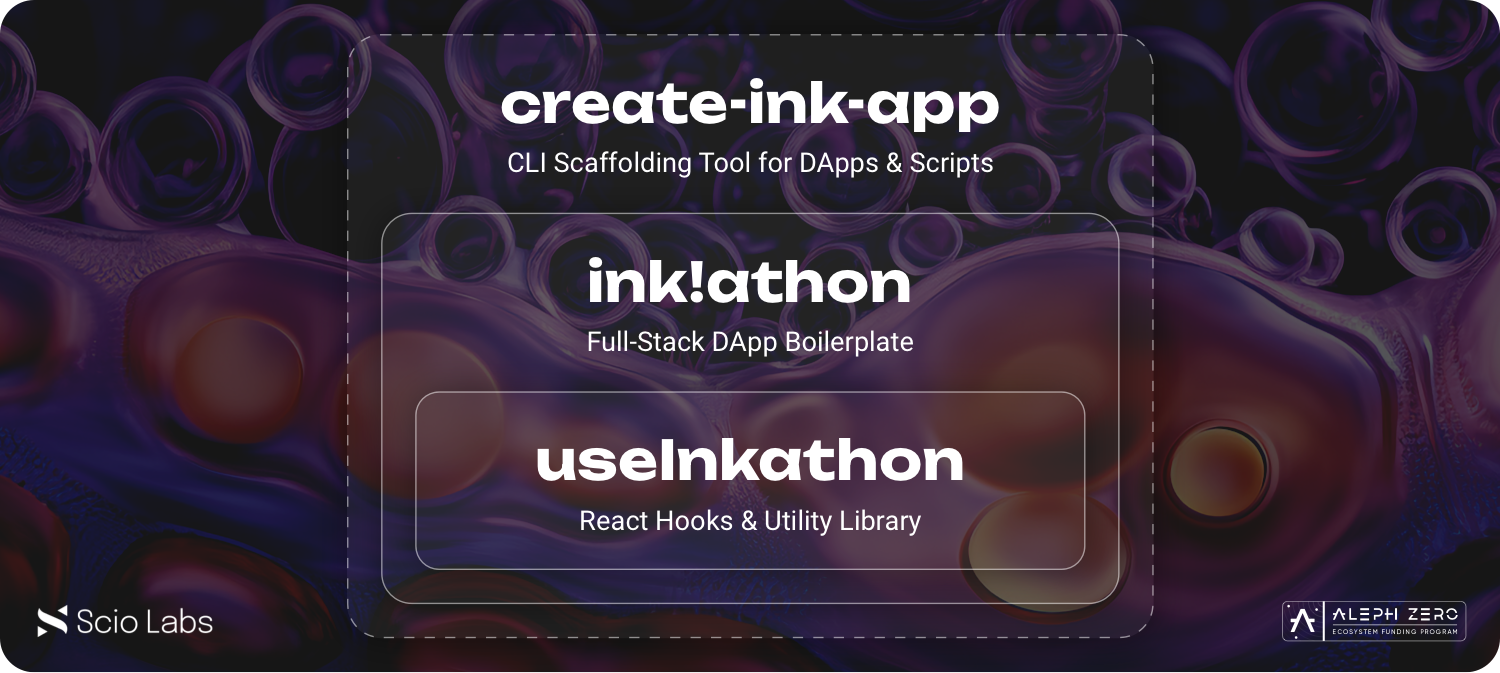 create-ink-app
CLI Scaffolding Tool for DApps & Scripts
ink!athon
Full-Stack DApp Boilerplate
useInkathon
React Hooks & Utility Library
Scio Labs
ALEPH ZERO
ECOSYSTEM FUNDING PROGRAM